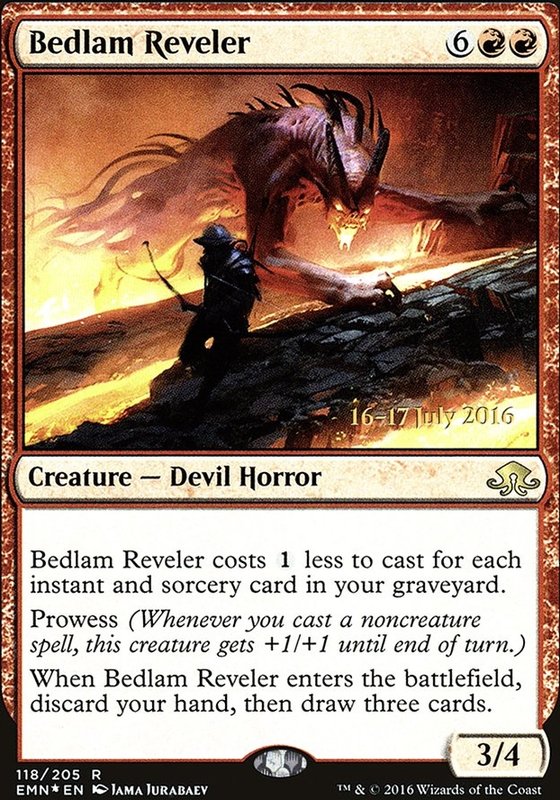 Bedlam Reveler 6
16–17 July 2016
Creature — Devil Horror
Bedlam Reveler costs 1 less to cast for each
instant and sorcery card in your graveyard.
Prowess (Whenever you cast a noncreature
spell, this creature gets +1/+1 until end of turn.)
When Bedlam Reveler enters the battlefield,
discard your hand, then draw three cards.
3/4
118/205 R
EMN★EN Jama Jurabaev
™ & © 2016 Wizards of the Coast